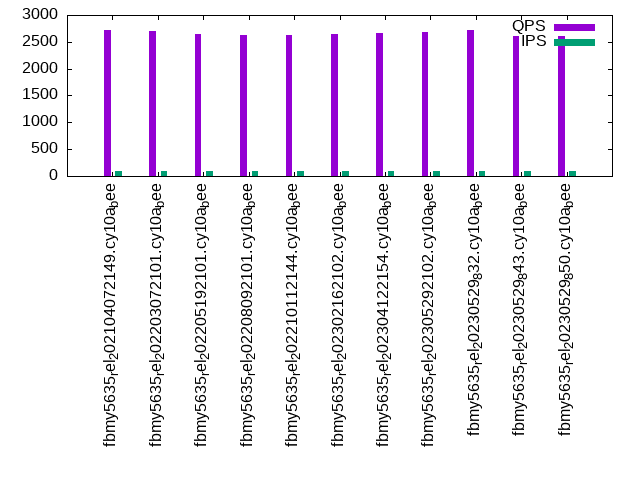 3000
2500
2000
1500
1000
500
0
QPS
IPS
fbmy5635rel202104072149.cy10abee
fbmy5635rel202203072101.cy10abee
fbmy5635rel202205192101.cy10abee
fbmy5635rel202208092101.cy10abee
fbmy5635rel202210112144.cy10abee
fbmy5635rel202302162102.cy10abee
fbmy5635rel202304122154.cy10abee
fbmy5635rel202305292102.cy10abee
fbmy5635rel20230529832.cy10abee
fbmy5635rel20230529843.cy10abee
fbmy5635rel20230529850.cy10abee